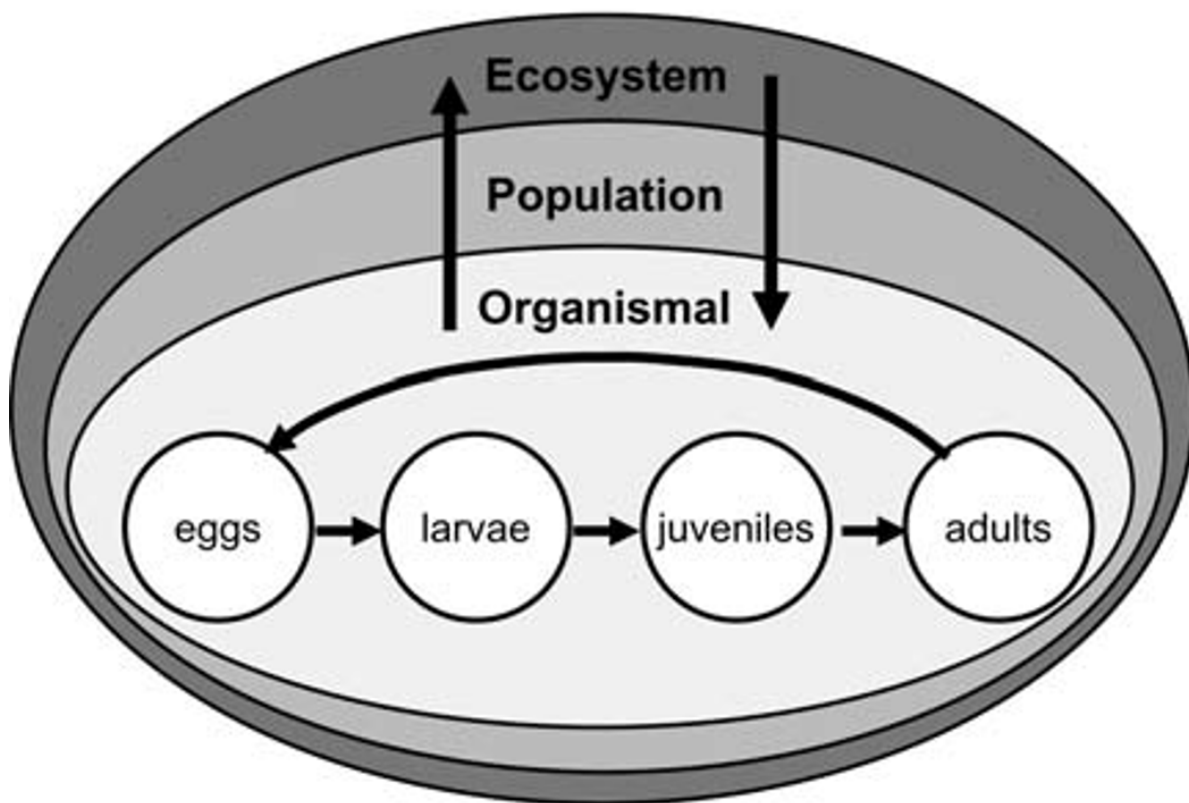 Ecosystem
Population
Organismal
eggs
larvae
juveniles
adults